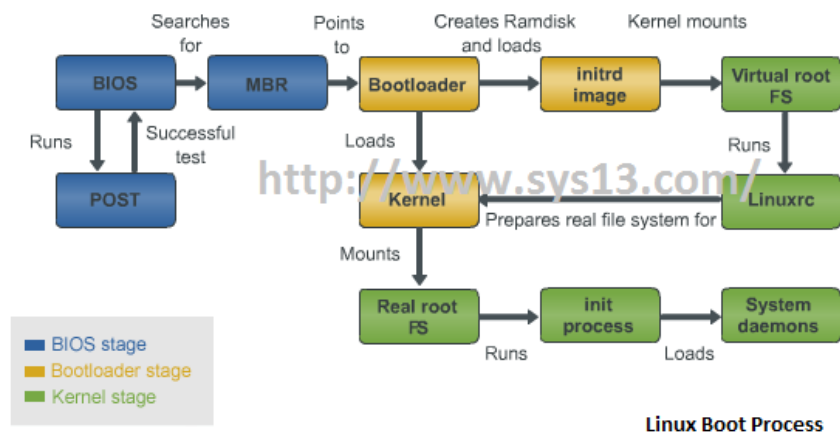 Searches
for
Points
to
Creates Ramdisk
and loads
Kernel mounts
BIOS
MBR
Bootloader
initrd
image
Virtual root
FS
Runs
Successful
test
Loads
Runs
http://www.sys13.com/
POST
Kernel
Linuxrc
Prepares real file system for
Mounts
Real root
FS
init
process
System
daemons
Runs
Loads
BIOS stage
Bootloader stage
Kernel stage
Linux Boot Process